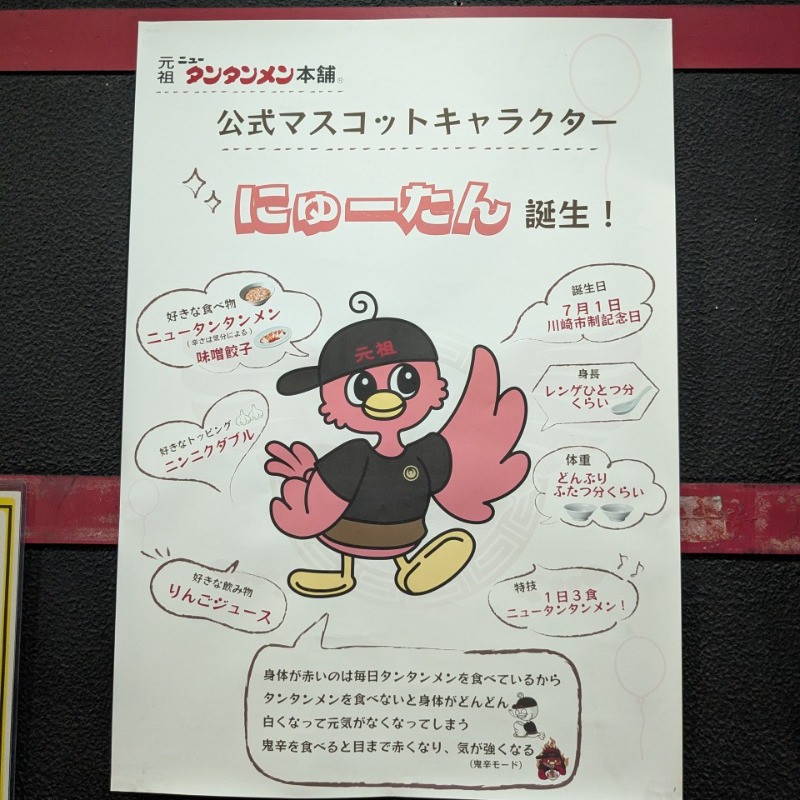 元祖 ニュータンタンメン本舗®
公式マスコットキャラクター
にゅーたん 誕生！
好きな食べ物
ニュータンタンメン
(辛さは気分による)
味噌餃子
好きなトッピング
ニンニクダブル
好きな飲み物
りんごジュース
元祖
誕生日
7月1日
川崎市制記念日
身長
レンゲひとつ分
くらい
体重
どんぶり
ふたつ分くらい
特技
1日3食
ニュータンタンメン！
身体が赤いのは毎日タンタンメンを食べているから
タンタンメンを食べないと身体がどんどん
白くなって元気がなくなってしまう
鬼辛を食べると目まで赤くなり、気が強くなる
(鬼辛モード)